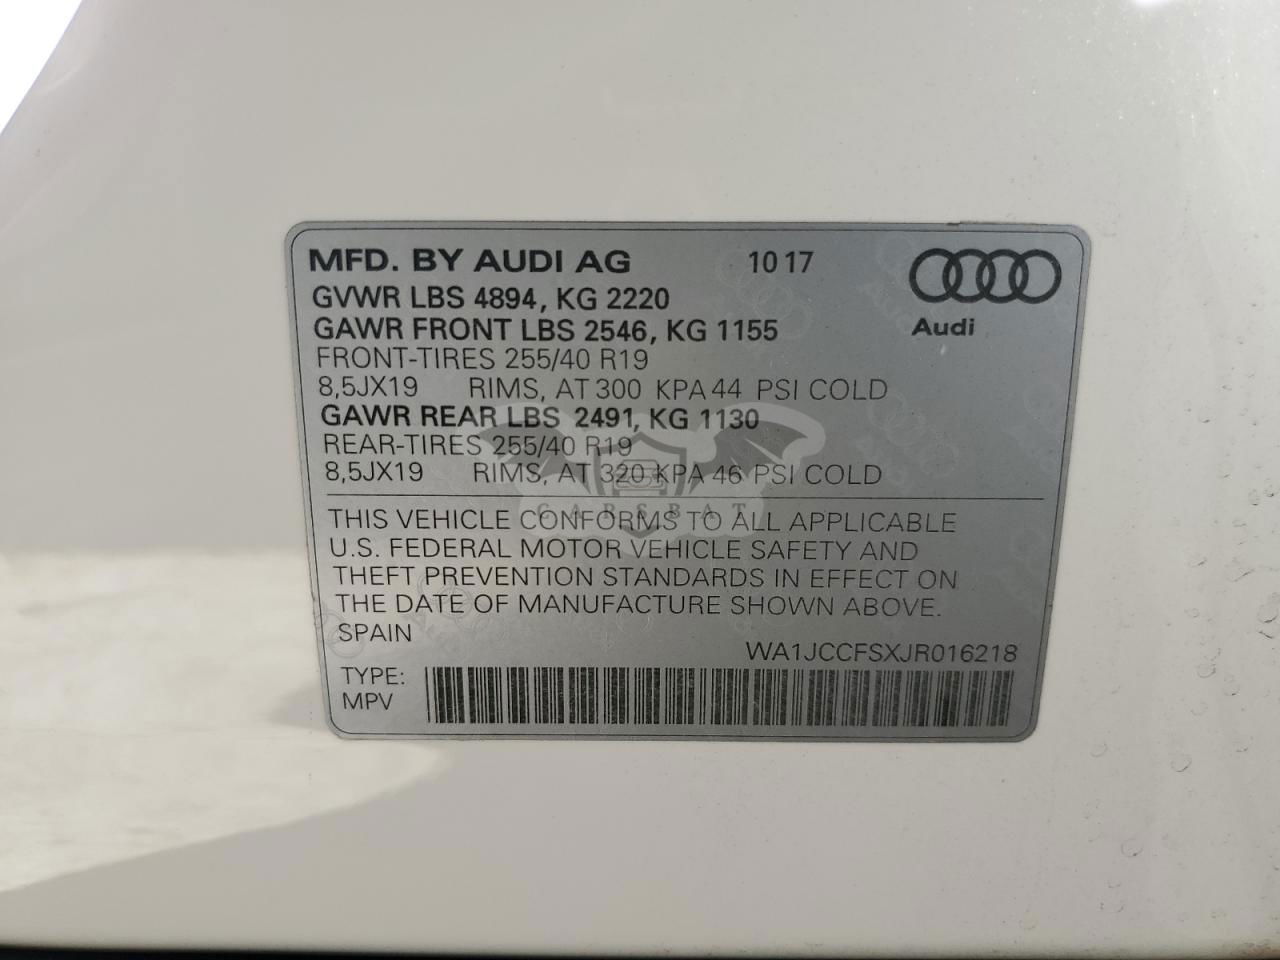 MFD. BY AUDI AG 10 17
GVWR LBS 4894, KG 2220
GAWR FRONT LBS 2546, KG 1155
Audi
FRONT-TIRES 255/40 R19
8,5JX19 RIMS, AT 300 KPA 44 PSI COLD
GAWR REAR LBS 2491, KG 1130
REAR-TIRES 255/40 R19
8,5JX19 RIMS, AT 320 KPA 46 PSI COLD
CARSBAT
THIS VEHICLE CONFORMS TO ALL APPLICABLE
U.S. FEDERAL MOTOR VEHICLE SAFETY AND
THEFT PREVENTION STANDARDS IN EFFECT ON
THE DATE OF MANUFACTURE SHOWN ABOVE.
SPAIN
WA1JCCFSXJR016218
TYPE:
MPV